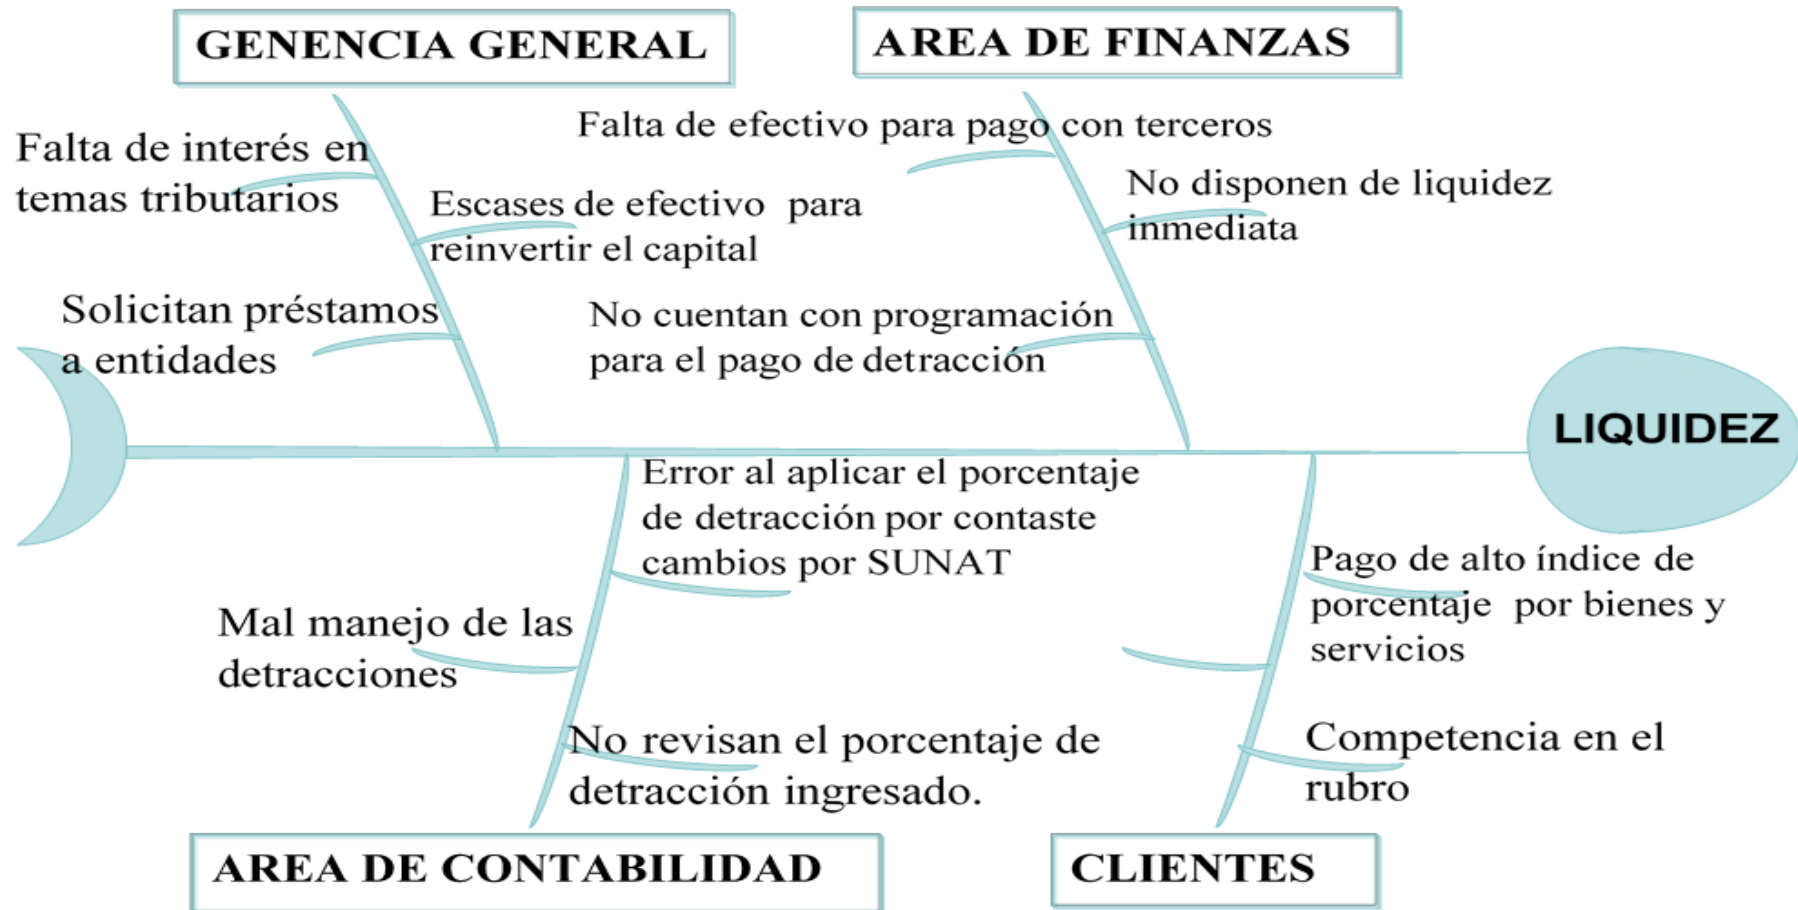 GENENCIA GENERAL
AREA DE FINANZAS
Falta de interés en
temas tributarios
Escases de efectivo para
reinvertir el capital
Solicitan préstamos
a entidades
Falta de efectivo para pago con terceros
No disponen de liquidez
inmediata
No cuentan con programación
para el pago de detracción
LIQUIDEZ
Error al aplicar el porcentaje
de detracción por contaste
cambios por SUNAT
Mal manejo de las
detracciones
No revisan el porcentaje de
detracción ingresado.
Pago de alto índice de
porcentaje por bienes y
servicios
Competencia en el
rubro
AREA DE CONTABILIDAD
CLIENTES